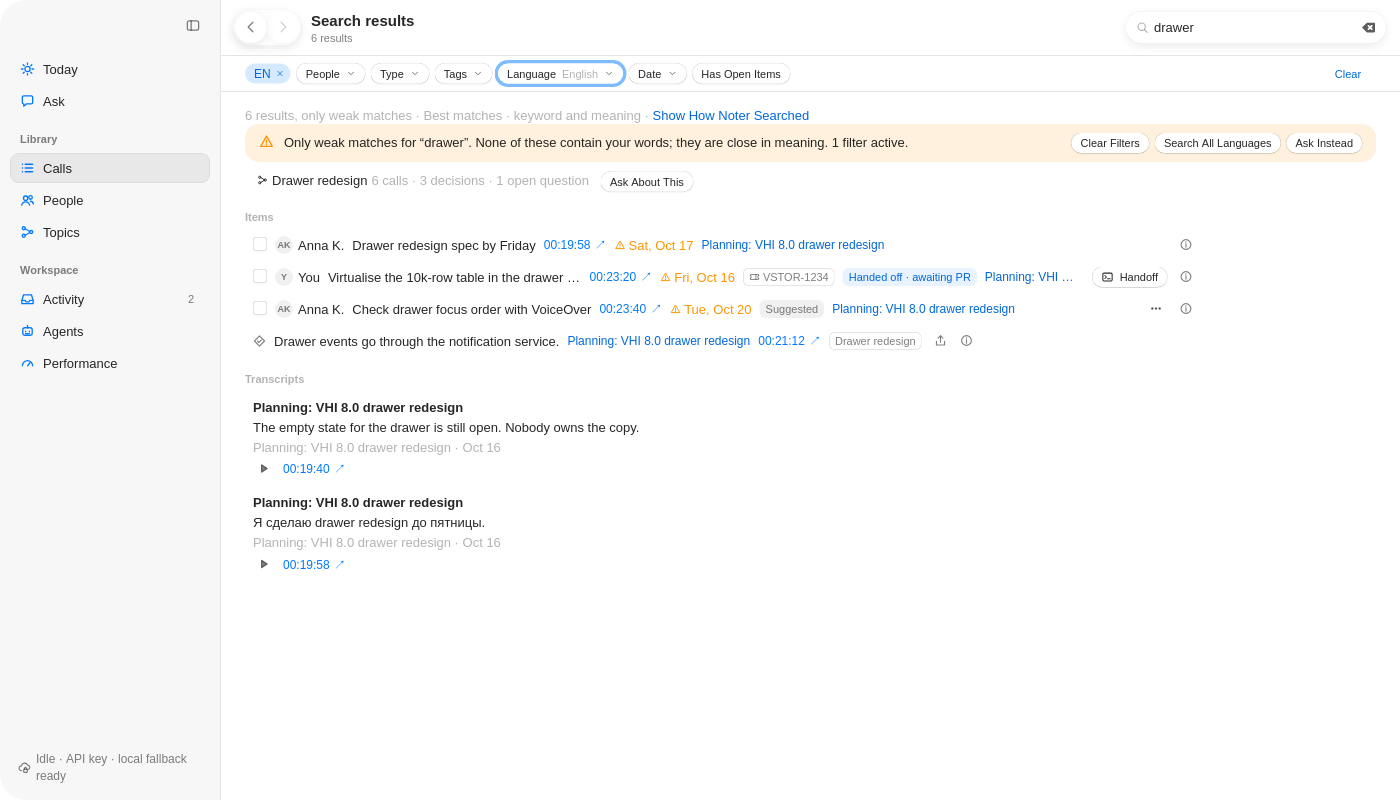 Search results
6 results
drawer
Today
Ask
Library
Calls
People
Topics
Workspace
Activity 2
Agents
Performance
Idle · API key · local fallback ready
EN × People Type Tags Language English Date Has Open Items Clear
6 results, only weak matches · Best matches · keyword and meaning · Show How Noter Searched
Only weak matches for “drawer”. None of these contain your words; they are close in meaning. 1 filter active. Clear Filters Search All Languages Ask Instead
Drawer redesign 6 calls · 3 decisions · 1 open question Ask About This
Items
AK Anna K. Drawer redesign spec by Friday 00:19:58 Sat, Oct 17 Planning: VHI 8.0 drawer redesign
Y You Virtualise the 10k-row table in the drawer … 00:23:20 Fri, Oct 16 VSTOR-1234 Handed off · awaiting PR Planning: VHI … Handoff
AK Anna K. Check drawer focus order with VoiceOver 00:23:40 Tue, Oct 20 Suggested Planning: VHI 8.0 drawer redesign
Drawer events go through the notification service. Planning: VHI 8.0 drawer redesign 00:21:12 Drawer redesign
Transcripts
Planning: VHI 8.0 drawer redesign
The empty state for the drawer is still open. Nobody owns the copy.
Planning: VHI 8.0 drawer redesign · Oct 16
00:19:40
Planning: VHI 8.0 drawer redesign
Я сделаю drawer redesign до пятницы.
Planning: VHI 8.0 drawer redesign · Oct 16
00:19:58